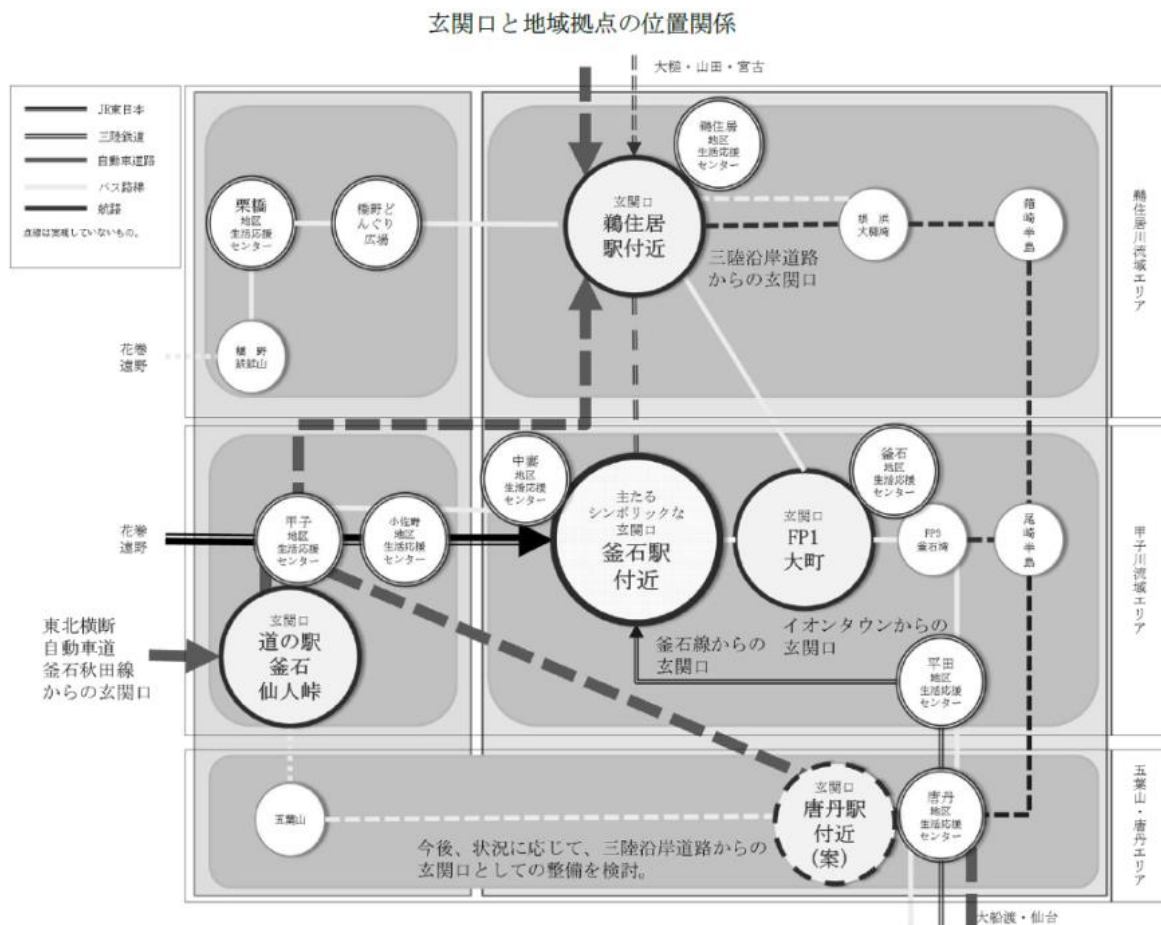 玄関口と地域拠点の位置関係
大槌・山田・宮古
JR東日本
三陸鉄道
自動車道路
バス路線
航路
点線は実現していないもの。
鵜住居
地区
生活応援
センター
玄関口
鵜住居
駅付近
栗橋
地区
生活応援
センター
橋野ど
んぐり
広場
根 浜
大槌湾
箱崎半島
三陸沿岸道路
からの玄関口
鵜住居川流域エリア
花巻
遠野
橋 野
鉄鉱山
中妻
地区
生活応援
センター
釜石
地区
生活応援
センター
主たる
シンボリックな
玄関口
釜石駅
付近
玄関口
FP1
大町
FP3
釜石湾
尾崎半島
花巻
遠野
甲子
地区
生活応援
センター
小佐野
地区
生活応援
センター
甲子川流域エリア
東北横断
自動車道
釜石秋田線
からの玄関口
玄関口
道の駅
釜石
仙人峠
釜石線からの
玄関口
イオンタウンからの
玄関口
平田
地区
生活応援
センター
五葉山
玄関口
唐丹駅
付近
(案)
唐丹
地区
生活応援
センター
今後、状況に応じて、三陸沿岸道路からの
玄関口としての整備を検討。
五葉山・唐丹エリア
大船渡・仙台